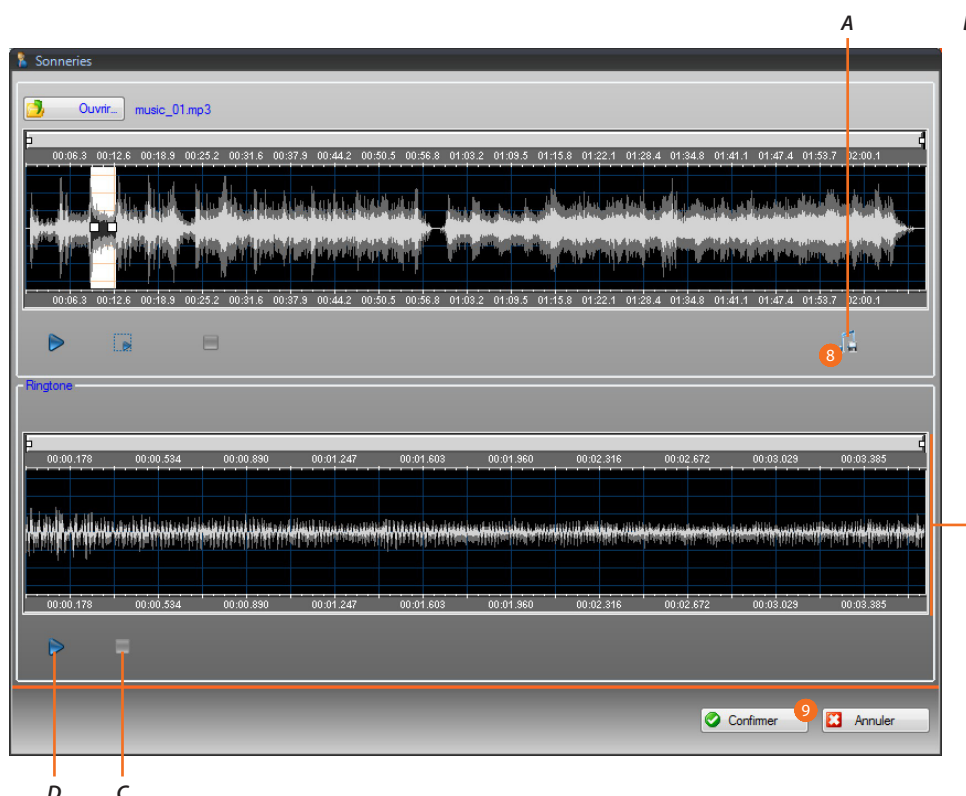 A
Sonneries
Ouvrir... music_01.mp3
00:06.3 00:12.6 00:18.9 00:25.2 00:31.6 00:37.9 00:44.2 00:50.5 00:56.8 01:03.2 01:09.5 01:15.8 01:22.1 01:28.4 01:34.8 01:41.1 01:47.4 01:53.7 02:00.1
00:06.3 00:12.6 00:18.9 00:25.2 00:31.6 00:37.9 00:44.2 00:50.5 00:56.8 01:03.2 01:09.5 01:15.8 01:22.1 01:28.4 01:34.8 01:41.1 01:47.4 01:53.7 02:00.1
8
Ringtone
00:00.178 00:00.534 00:00.890 00:01.247 00:01.603 00:01.960 00:02.316 00:02.672 00:03.029 00:03.385
00:00.178 00:00.534 00:00.890 00:01.247 00:01.603 00:01.960 00:02.316 00:02.672 00:03.029 00:03.385
Confirmer 9 Annuler
D C